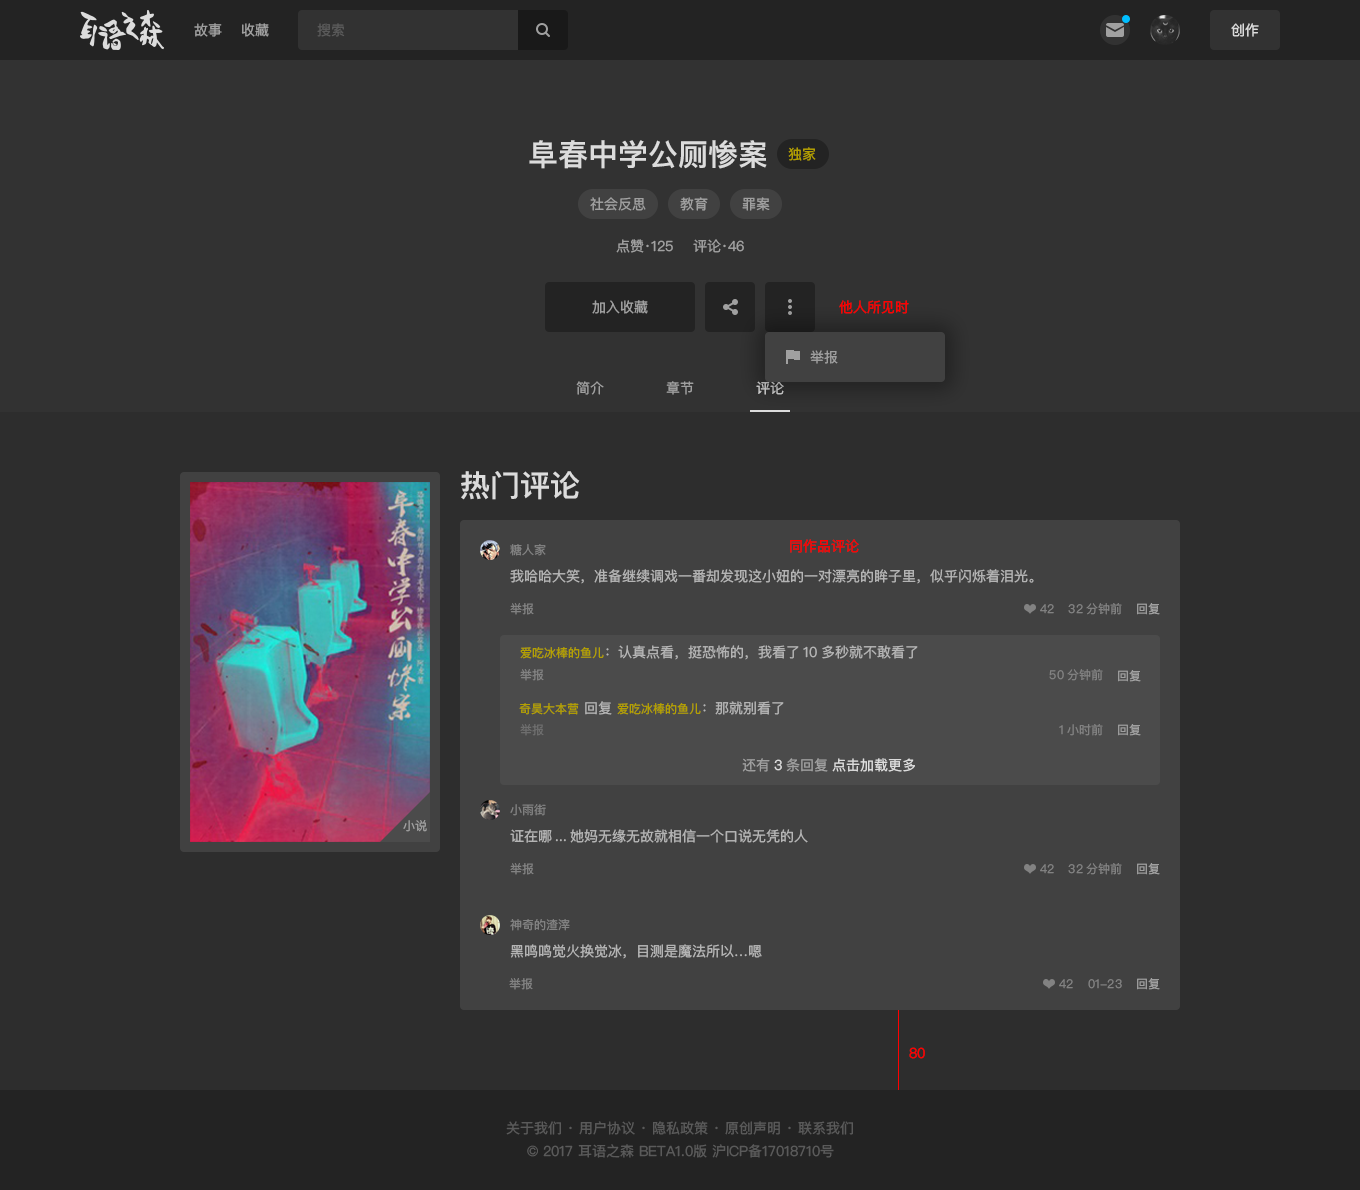 耳语之森
故事 收藏 搜索 创作
阜春中学公厕惨案 独家
社会反思 教育 罪案
点赞·125 评论·46
加入收藏 他人所见时
举报
简介 章节 评论
热门评论
阜春中学公厕惨案
小说
糖人家 同作品评论
我哈哈大笑，准备继续调戏一番却发现这小妞的一对漂亮的眸子里，似乎闪烁着泪光。
举报 42 32 分钟前 回复
爱吃冰棒的鱼儿：认真点看，挺恐怖的，我看了 10 多秒就不敢看了
举报 50 分钟前 回复
奇昊大本营 回复 爱吃冰棒的鱼儿：那就别看了
举报 1 小时前 回复
还有 3 条回复 点击加载更多
小雨街
证在哪 ... 她妈无缘无故就相信一个口说无凭的人
举报 42 32 分钟前 回复
神奇的渣滓
黑鸣鸣觉火换觉冰，目测是魔法所以...嗯
举报 42 01-23 回复
80
关于我们 · 用户协议 · 隐私政策 · 原创声明 · 联系我们
© 2017 耳语之森 BETA1.0版 沪ICP备17018710号